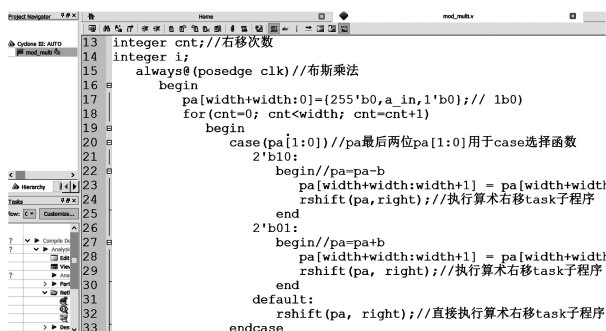 Project Navigator
Home
mod_multi.v
Cyclone III: AUTO
mod_multi
Hierarchy
Tasks
Customize...
Compile De
Analysi
Edit
View
Ana
Part
Netl
Des
13 integer cnt;//右移次数
14 integer i;
15 always@(posedge clk)//布斯乘法
16 begin
17 pa[width+width:0]={255'b0,a_in,1'b0};// 1b0)
18 for(cnt=0; cnt<width; cnt=cnt+1)
19 begin
20 case(pa[1:0])//pa最后两位pa[1:0]用于case选择函数
21 2'b10:
22 begin//pa=pa-b
23 pa[width+width:width+1] = pa[width+width
24 rshift(pa,right);//执行算术右移task子程序
25 end
26 2'b01:
27 begin//pa=pa+b
28 pa[width+width:width+1] = pa[width+width
29 rshift(pa, right);//执行算术右移task子程序
30 end
31 default:
32 rshift(pa, right);//直接执行算术右移task子程序
33 endcase